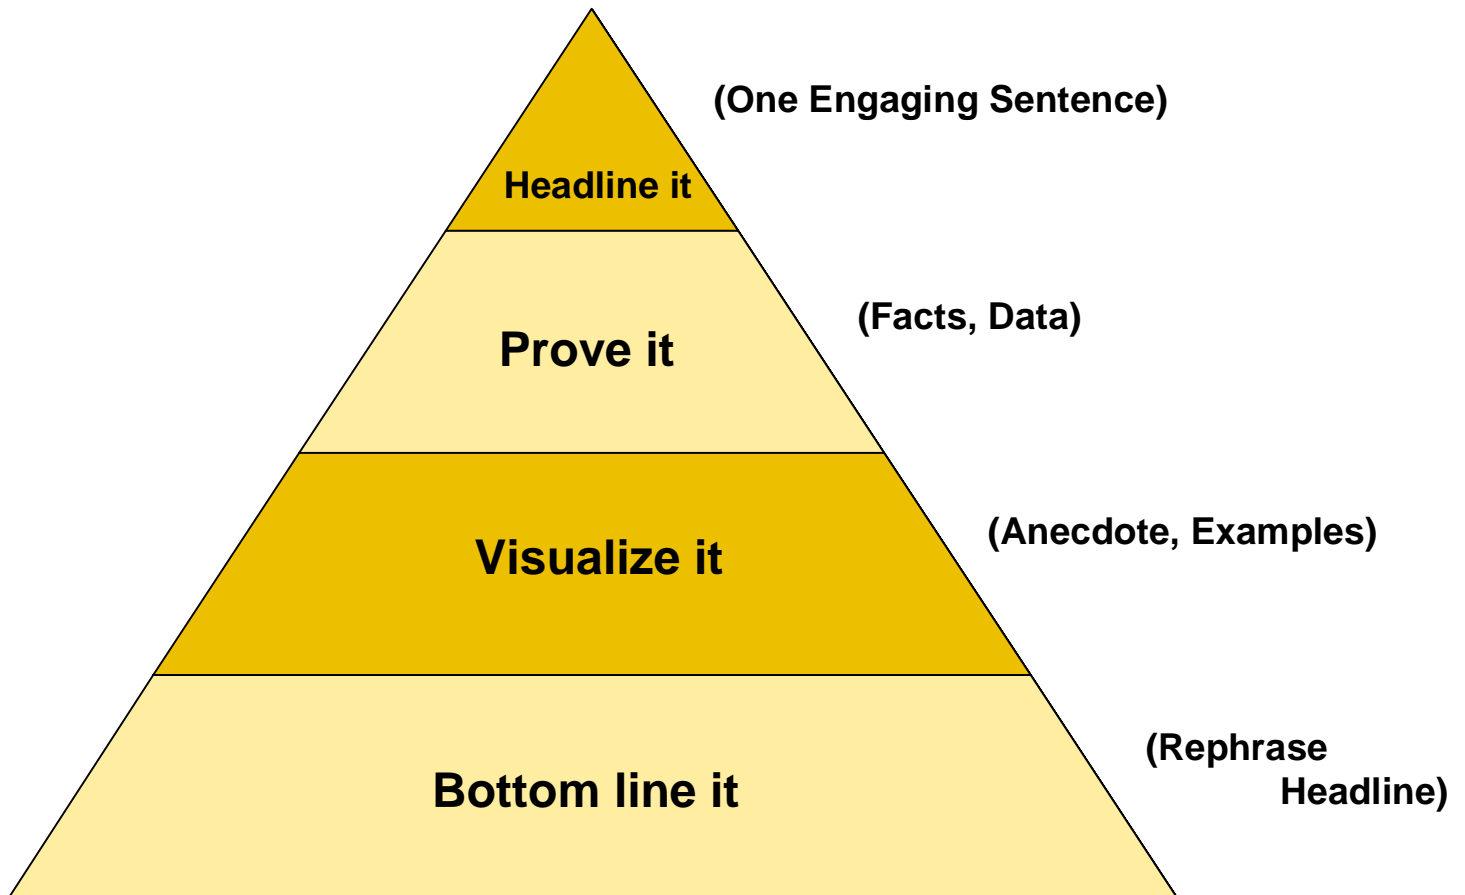 (One Engaging Sentence)
Headline it
(Facts, Data)
Prove it
(Anecdote, Examples)
Visualize it
(Rephrase
Headline)
Bottom line it